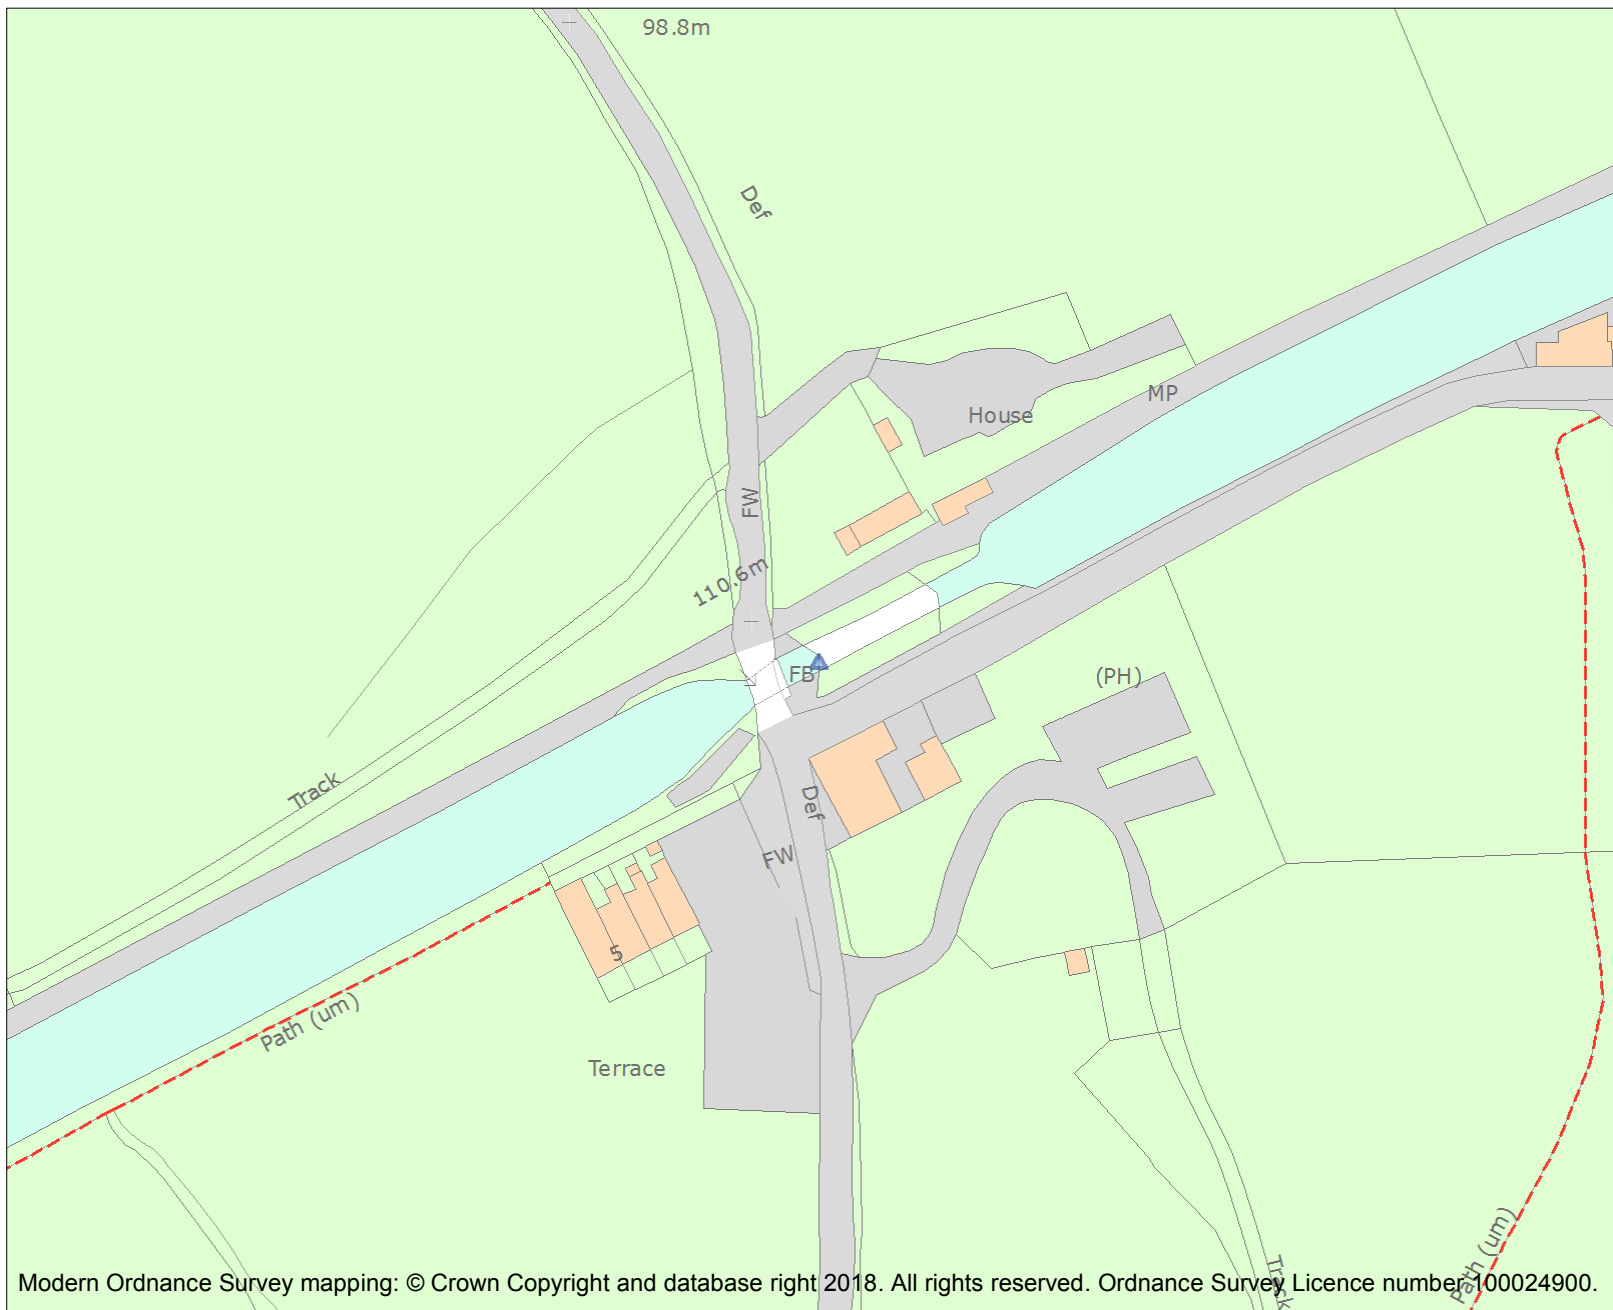 98.8m
Def
MP
House
FW
110.6m
FB
(PH)
Track
Def
FW
5
Path (um)
Terrace
Path (um)
Track
Modern Ordnance Survey mapping: © Crown Copyright and database right 2018. All rights reserved. Ordnance Survey Licence number 100024900.